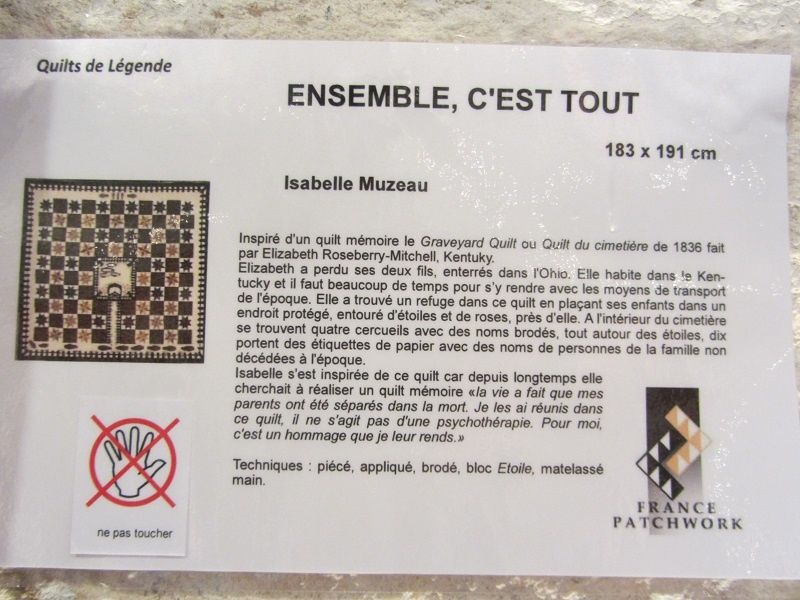 Quilts de Légende
ENSEMBLE, C'EST TOUT
183 x 191 cm
Isabelle Muzeau
Inspiré d'un quilt mémoire le Graveyard Quilt ou Quilt du cimetière de 1836 fait
par Elizabeth Roseberry-Mitchell, Kentuky.
Elizabeth a perdu ses deux fils, enterrés dans l'Ohio. Elle habite dans le Ken-
tucky et il faut beaucoup de temps pour s'y rendre avec les moyens de transport
de l'époque. Elle a trouvé un refuge dans ce quilt en plaçant ses enfants dans un
endroit protégé, entouré d'étoiles et de roses, près d'elle. A l'intérieur du cimetière
se trouvent quatre cercueils avec des noms brodés, tout autour des étoiles, dix
portent des étiquettes de papier avec des noms de personnes de la famille non
décédées à l'époque.
Isabelle s'est inspirée de ce quilt car depuis longtemps elle
cherchait à réaliser un quilt mémoire «la vie a fait que mes
parents ont été séparés dans la mort. Je les ai réunis dans
ce quilt, il ne s'agit pas d'une psychothérapie. Pour moi,
c'est un hommage que je leur rends.»
Techniques : piécé, appliqué, brodé, bloc Etoile, matelassé
main.
ne pas toucher
FRANCE
PATCHWORK